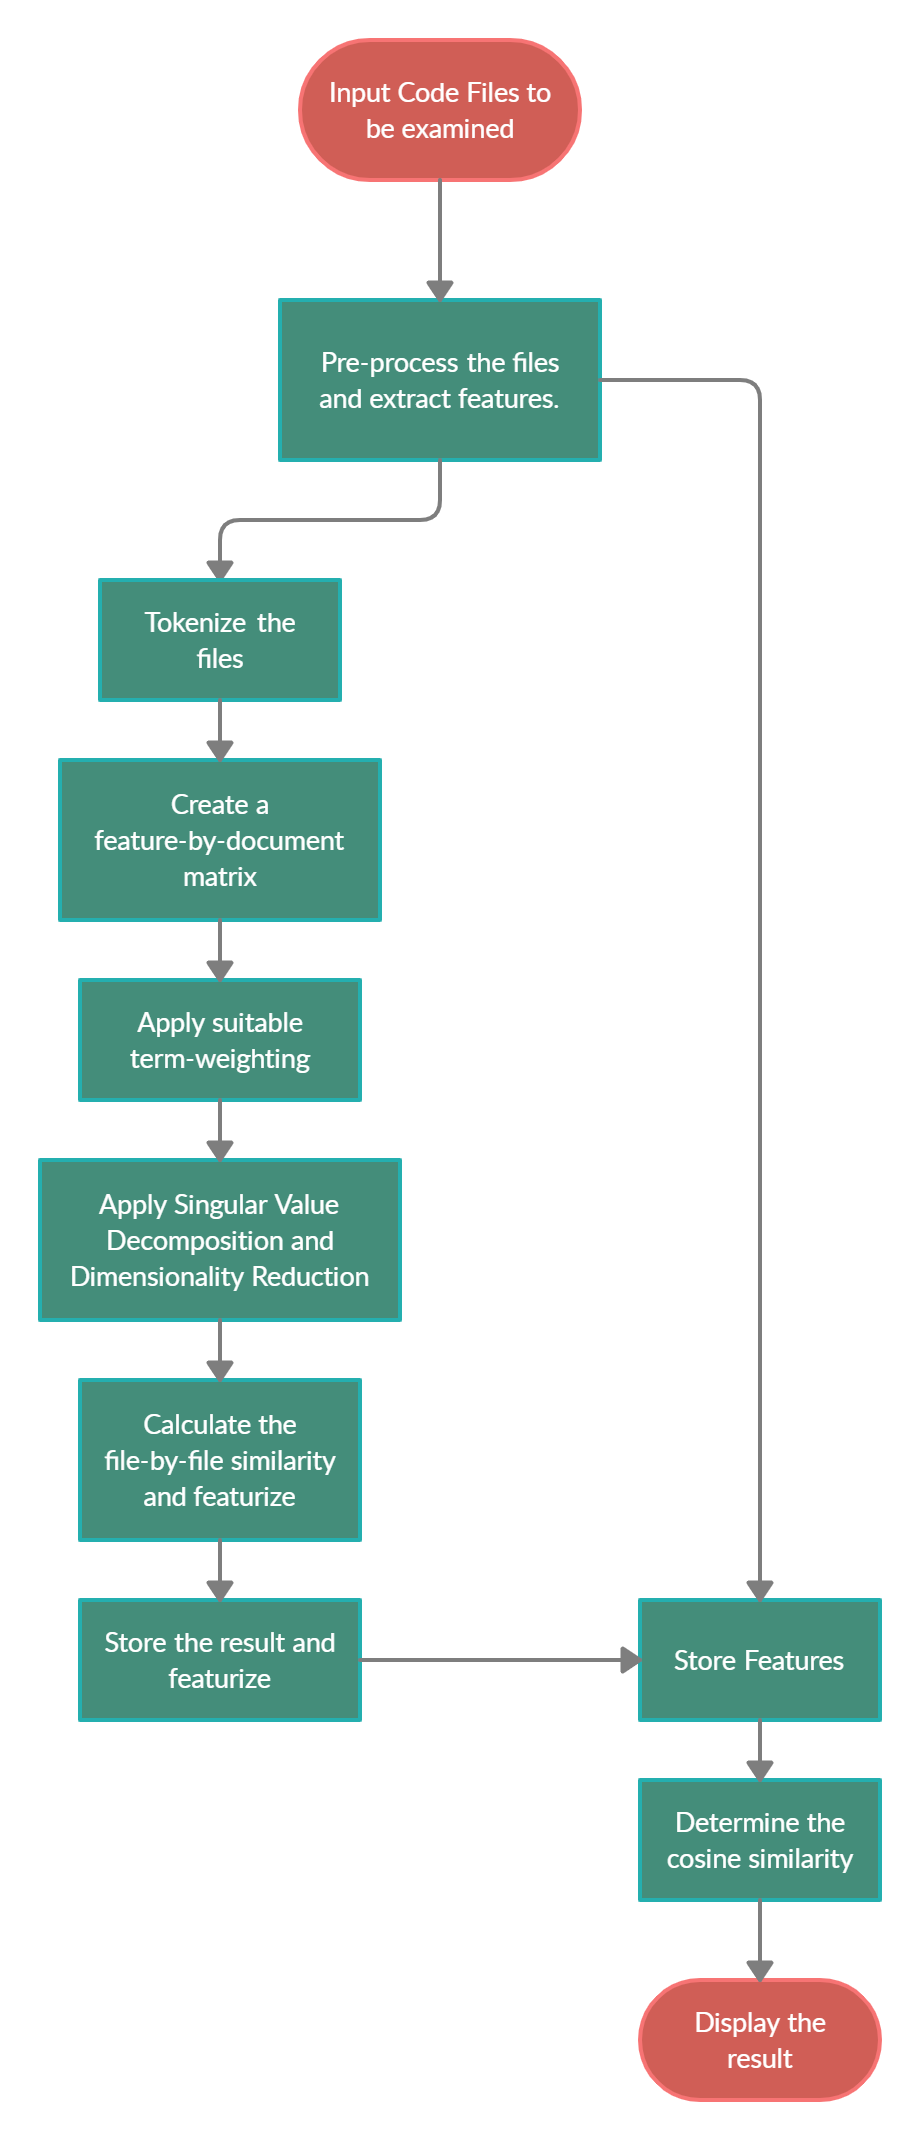 Input Code Files to
be examined
Pre-process the files
and extract features.
Tokenize the
files
Create a
feature-by-document
matrix
Apply suitable
term-weighting
Apply Singular Value
Decomposition and
Dimensionality Reduction
Calculate the
file-by-file similarity
and featurize
Store the result and
featurize
Store Features
Determine the
cosine similarity
Display the
result